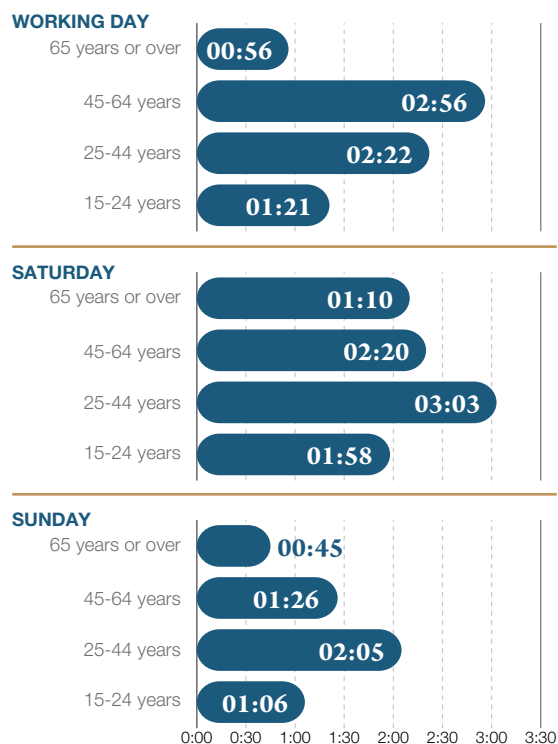 WORKING DAY
65 years or over 00:56
45-64 years 02:56
25-44 years 02:22
15-24 years 01:21
SATURDAY
65 years or over 01:10
45-64 years 02:20
25-44 years 03:03
15-24 years 01:58
SUNDAY
65 years or over 00:45
45-64 years 01:26
25-44 years 02:05
15-24 years 01:06
0:00 0:30 1:00 1:30 2:00 2:30 3:00 3:30